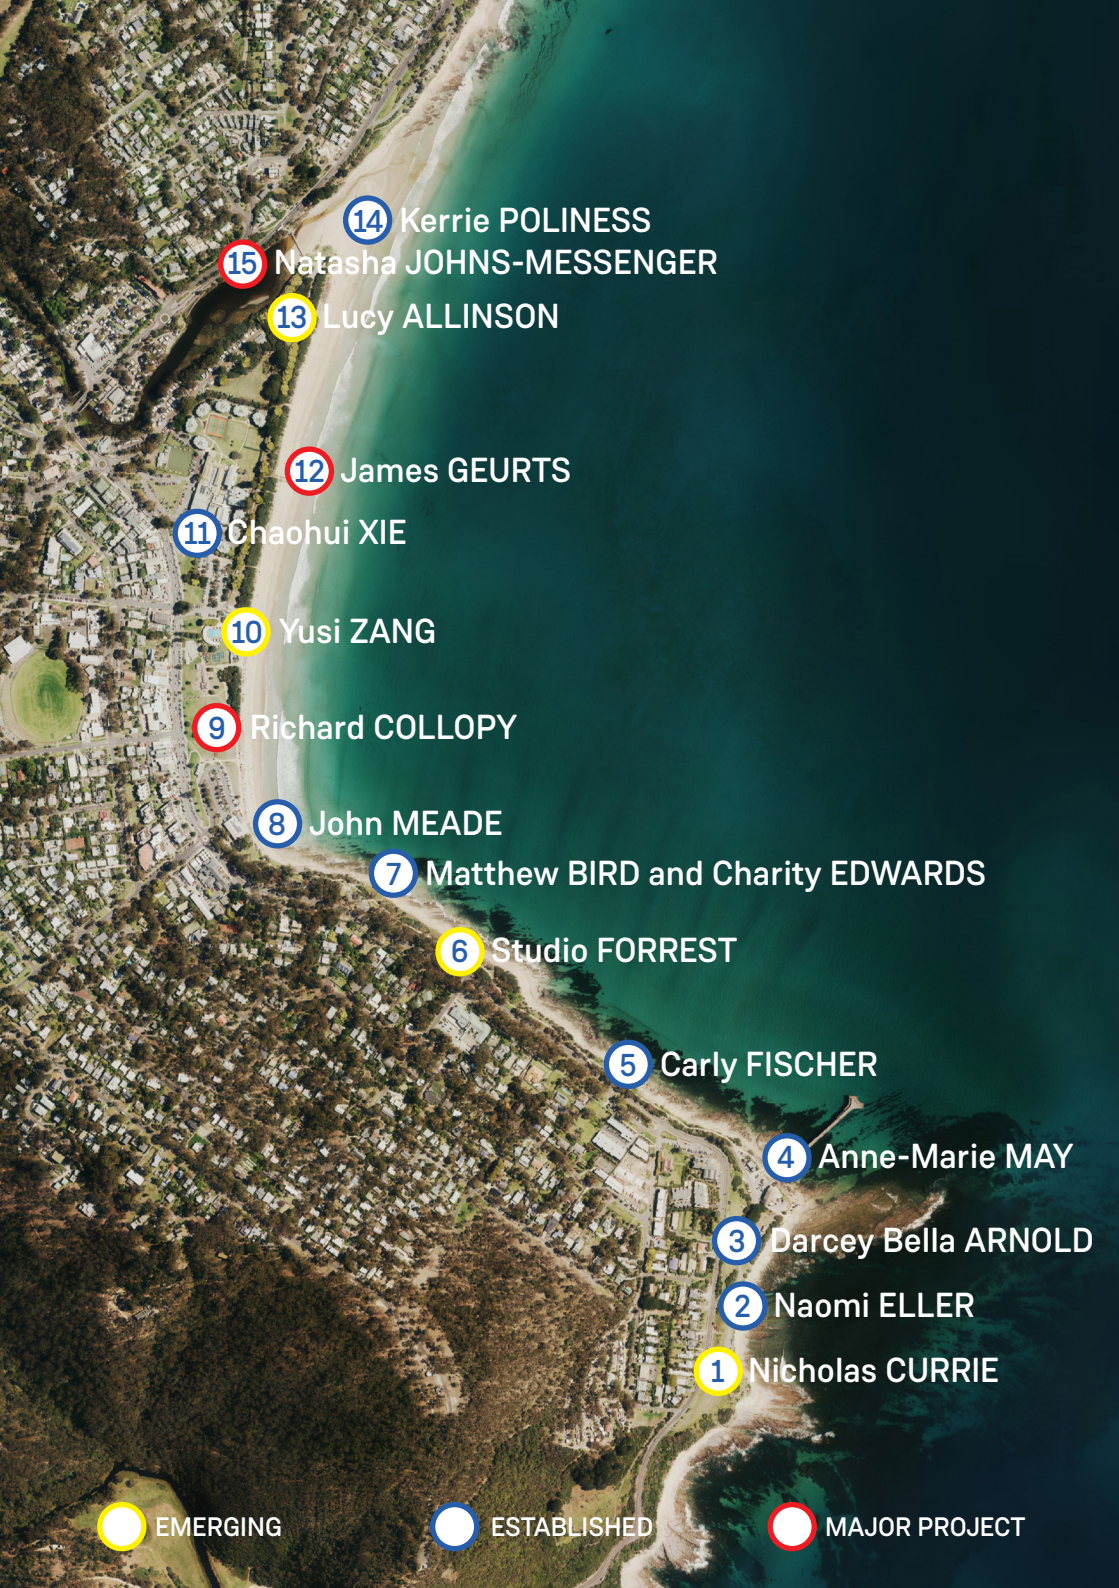 14 Kerrie POLINESS
15 Natasha JOHNS-MESSENGER
13 Lucy ALLINSON
12 James GEURTS
11 Chaohui XIE
10 Yusi ZANG
9 Richard COLLOPY
8 John MEADE
7 Matthew BIRD and Charity EDWARDS
6 Studio FORREST
5 Carly FISCHER
4 Anne-Marie MAY
3 Darcey Bella ARNOLD
2 Naomi ELLER
1 Nicholas CURRIE
EMERGING ESTABLISHED MAJOR PROJECT